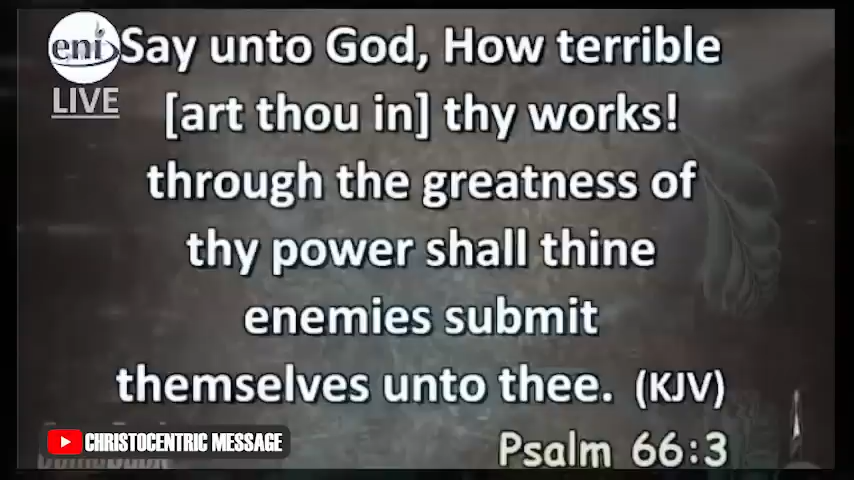 eni
LIVE
Say unto God, How terrible
[art thou in] thy works!
through the greatness of
thy power shall thine
enemies submit
themselves unto thee. (KJV)
CHRISTOCENTRIC MESSAGE
Psalm 66:3